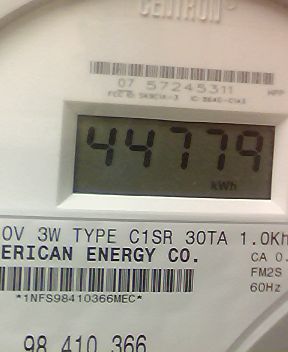 CENTRON
07 57245311
44779
kWh
0V 3W TYPE C1SR 30TA 1.0Kh
ERICAN ENERGY CO.
CA 0.
FM2S
60Hz
*1NFS98410366MEC*
98 410 366